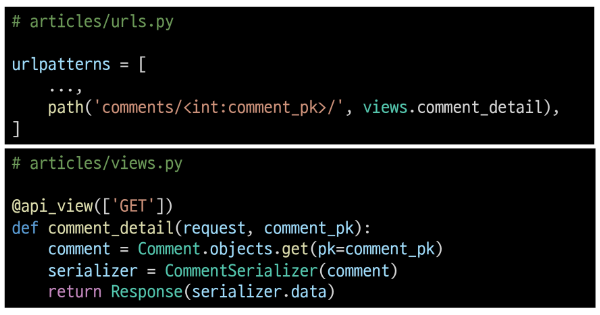 # articles/urls.py
urlpatterns = [
    ...,
    path('comments/<int:comment_pk>/', views.comment_detail),
]
# articles/views.py
@api_view(['GET'])
def comment_detail(request, comment_pk):
    comment = Comment.objects.get(pk=comment_pk)
    serializer = CommentSerializer(comment)
    return Response(serializer.data)